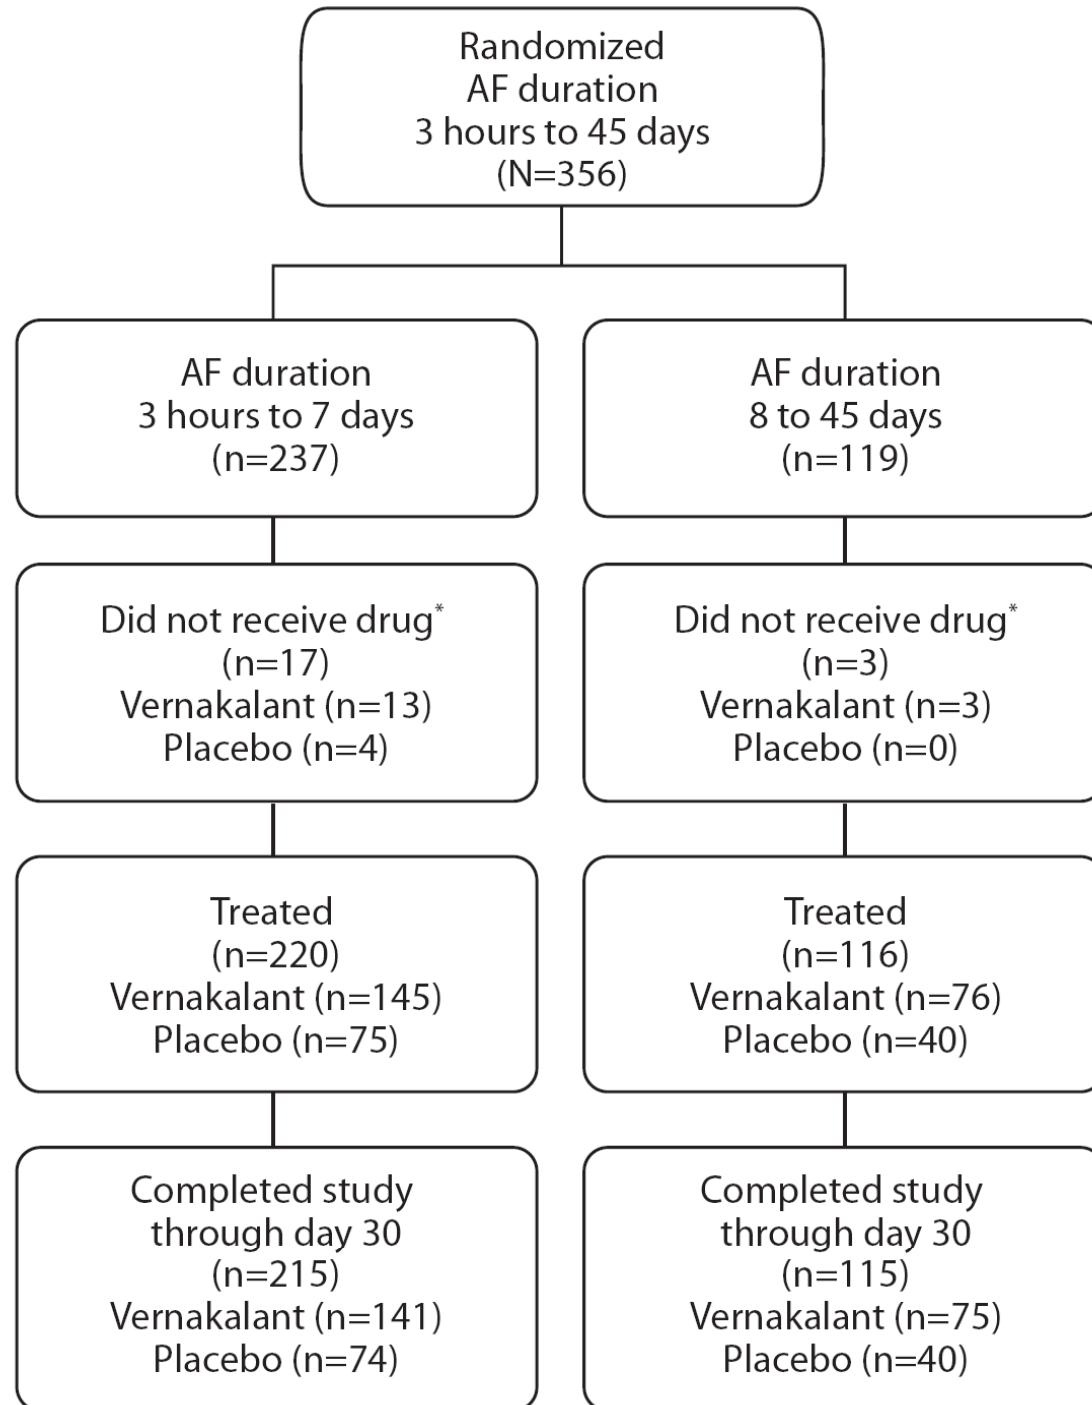 Randomized
AF duration
3 hours to 45 days
(N=356)
AF duration
3 hours to 7 days
(n=237)
AF duration
8 to 45 days
(n=119)
Did not receive drug*
(n=17)
Vernakalant (n=13)
Placebo (n=4)
Did not receive drug*
(n=3)
Vernakalant (n=3)
Placebo (n=0)
Treated
(n=220)
Vernakalant (n=145)
Placebo (n=75)
Treated
(n=116)
Vernakalant (n=76)
Placebo (n=40)
Completed study
through day 30
(n=215)
Vernakalant (n=141)
Placebo (n=74)
Completed study
through day 30
(n=115)
Vernakalant (n=75)
Placebo (n=40)